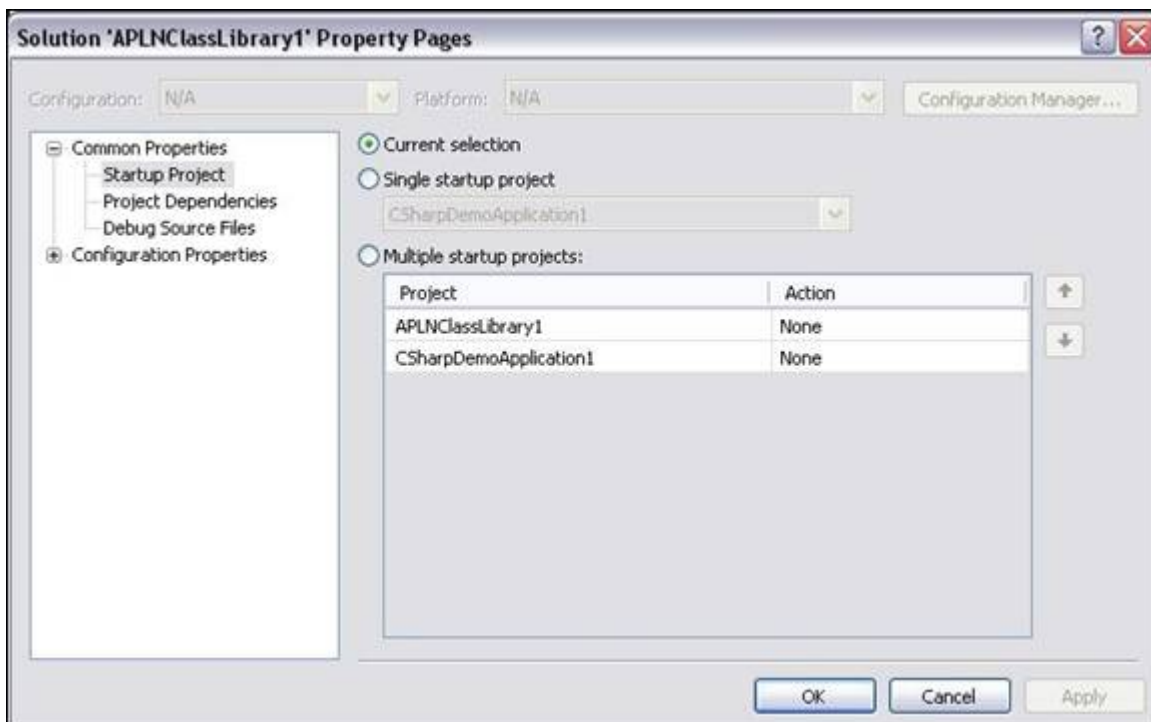 Solution 'APLNClassLibrary1' Property Pages
?
Configuration: N/A Platform: N/A Configuration Manager...
Common Properties
Startup Project
Project Dependencies
Debug Source Files
Configuration Properties
Current selection
Single startup project
CSharpDemoApplication1
Multiple startup projects:
Project Action
APLNClassLibrary1 None
CSharpDemoApplication1 None
OK Cancel Apply